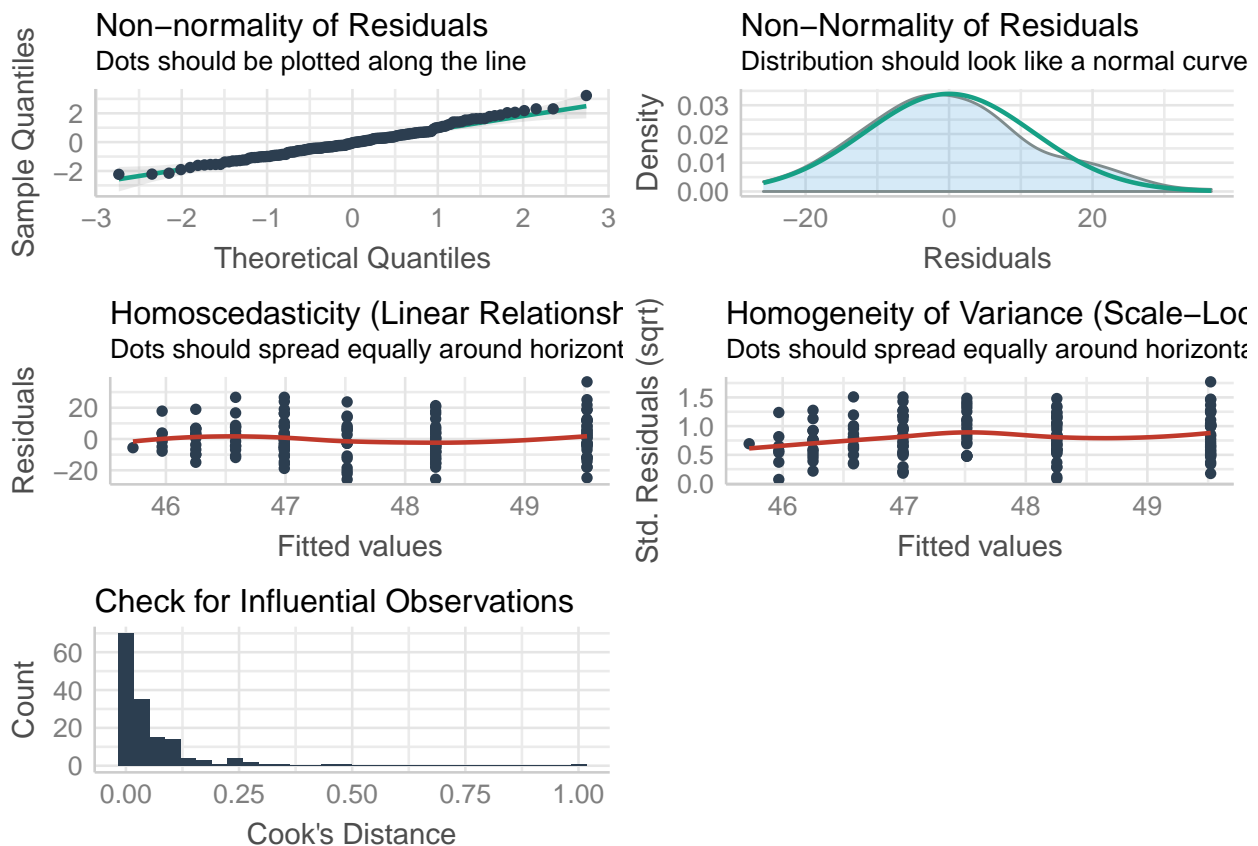 Non−normality of Residuals
Dots should be plotted along the line
Sample Quantiles
2
0
−2
−3 −2 −1 0 1 2 3
Theoretical Quantiles
Non−Normality of Residuals
Distribution should look like a normal curve
Density
0.03
0.02
0.01
0.00
−20 0 20
Residuals
Homoscedasticity (Linear Relationsh
Dots should spread equally around horizont
Residuals
20
0
−20
46 47 48 49
Fitted values
Homogeneity of Variance (Scale−Loc
Dots should spread equally around horizonta
Std. Residuals (sqrt)
1.5
1.0
0.5
0.0
46 47 48 49
Fitted values
Check for Influential Observations
Count
60
40
20
0
0.00 0.25 0.50 0.75 1.00
Cook's Distance